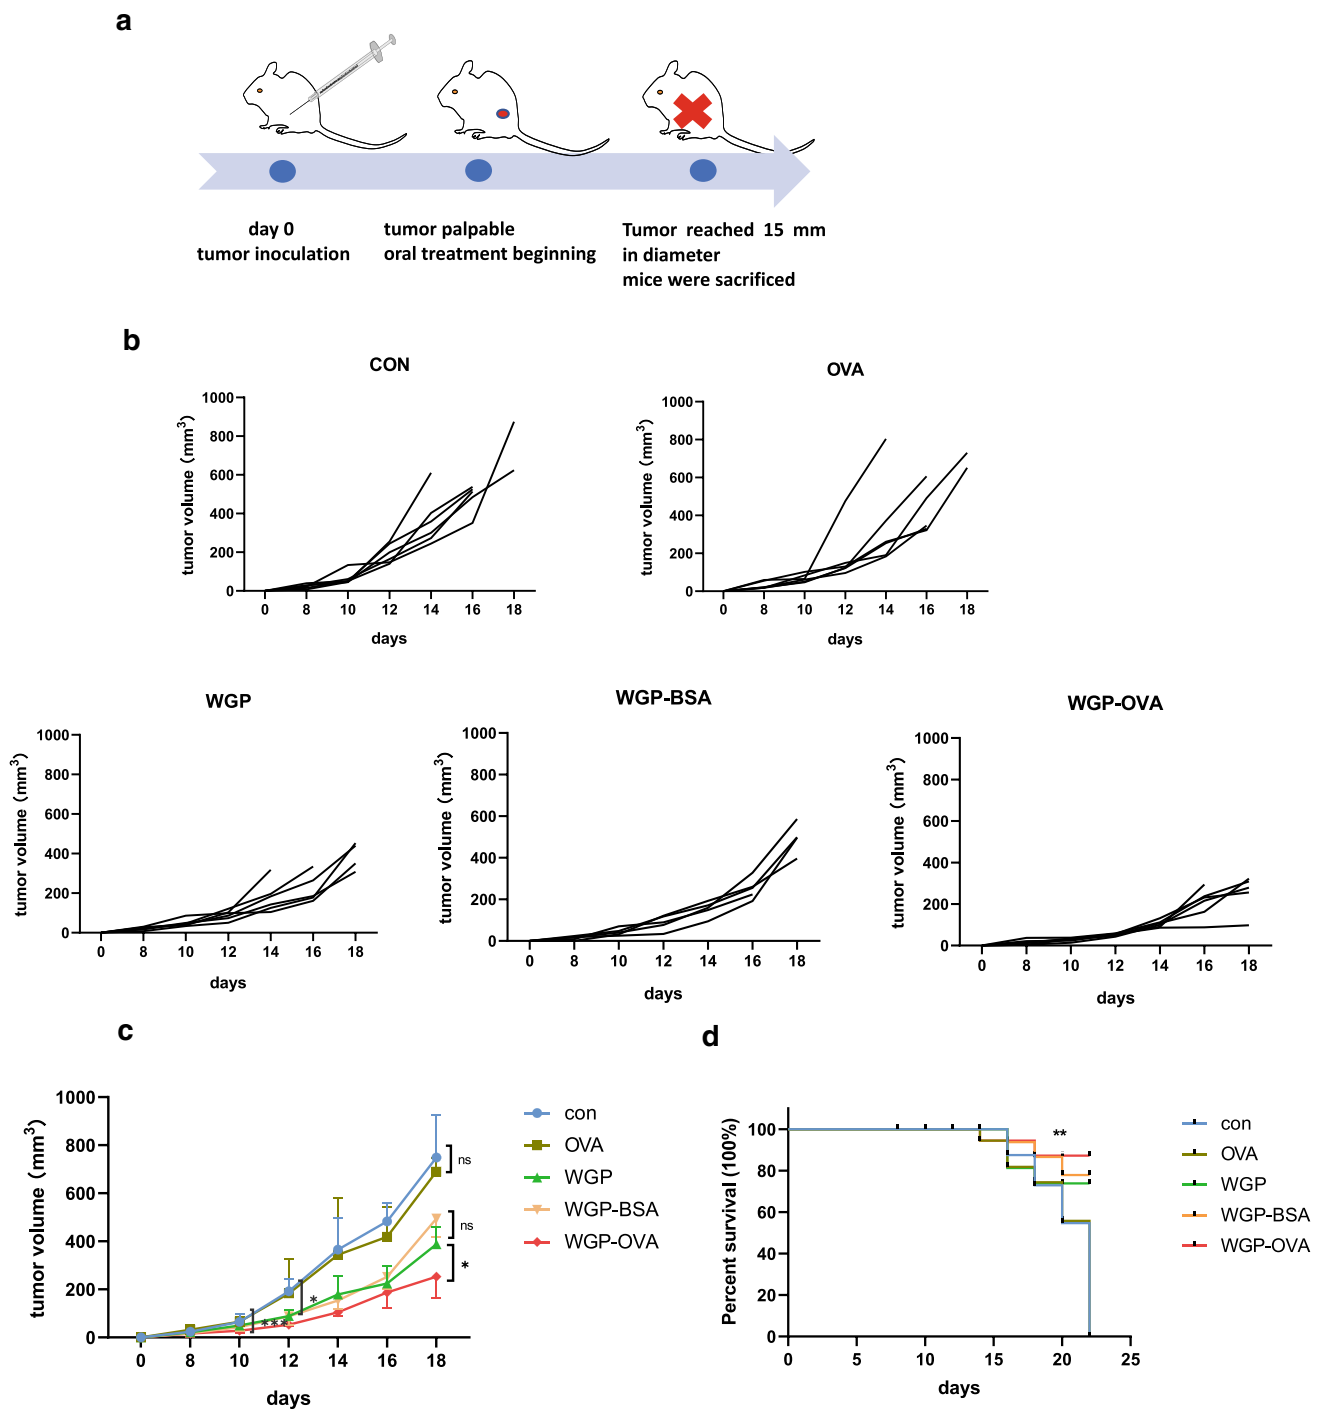 a
day 0
tumor inoculation
tumor palpable
oral treatment beginning
Tumor reached 15 mm
in diameter
mice were sacrificed
b
CON
tumor volume (mm3)
1000
800
600
400
200
0
0 8 10 12 14 16 18
days
OVA
tumor volume (mm3)
1000
800
600
400
200
0
0 8 10 12 14 16 18
days
WGP
tumor volume (mm3)
1000
800
600
400
200
0
0 8 10 12 14 16 18
days
WGP-BSA
tumor volume (mm3)
1000
800
600
400
200
0
0 8 10 12 14 16 18
days
WGP-OVA
tumor volume (mm3)
1000
800
600
400
200
0
0 8 10 12 14 16 18
days
c
tumor volume (mm3)
1000
800
600
400
200
0
0 8 10 12 14 16 18
days
***
*
ns
ns
*
con
OVA
WGP
WGP-BSA
WGP-OVA
d
Percent survival (100%)
100
80
60
40
20
0
0 5 10 15 20 25
days
**
con
OVA
WGP
WGP-BSA
WGP-OVA